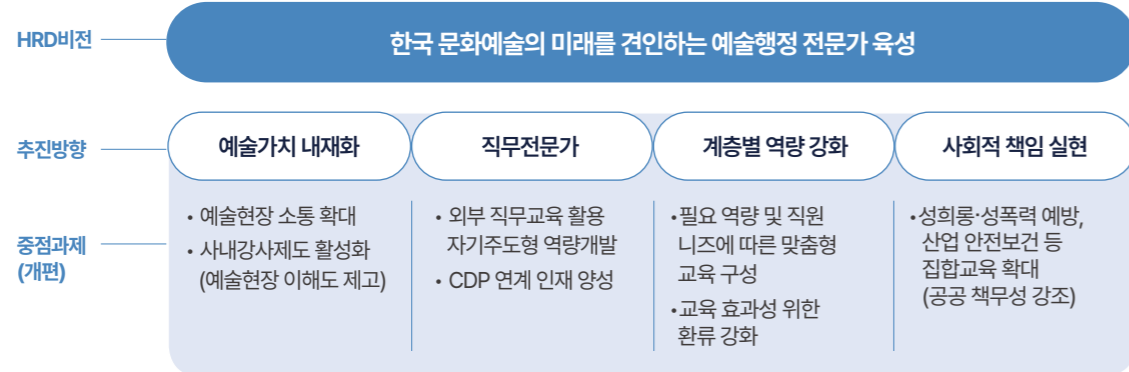 HRD비전
한국 문화예술의 미래를 견인하는 예술행정 전문가 육성
추진방향
예술가치 내재화
직무전문가
계층별 역량 강화
사회적 책임 실현
중점과제
(개편)
• 예술현장 소통 확대
• 사내강사제도 활성화
(예술현장 이해도 제고)
• 외부 직무교육 활용
자기주도형 역량개발
• CDP 연계 인재 양성
•필요 역량 및 직원
니즈에 따른 맞춤형
교육 구성
•교육 효과성 위한
환류 강화
•성희롱·성폭력 예방,
산업 안전보건 등
집합교육 확대
(공공 책무성 강조)